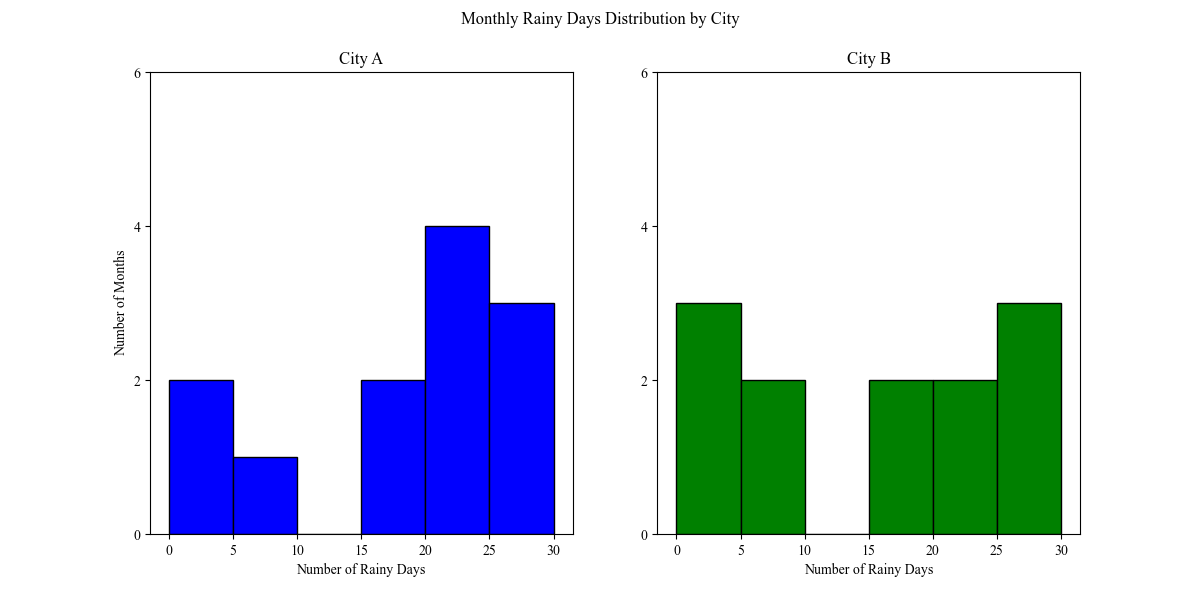 Monthly Rainy Days Distribution by City
City A
6
4
2
0
Number of Months
0 5 10 15 20 25 30
Number of Rainy Days
City B
6
4
2
0
0 5 10 15 20 25 30
Number of Rainy Days